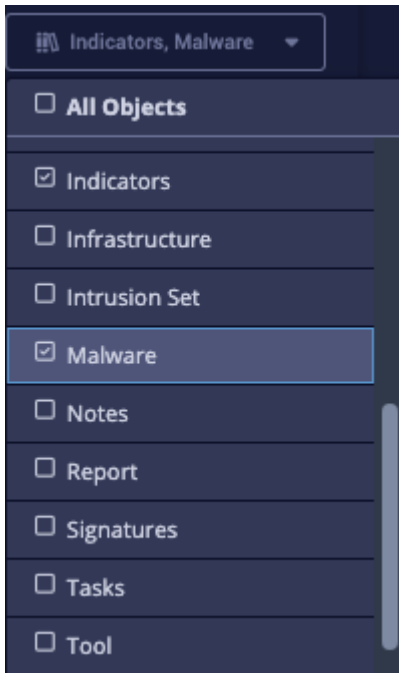 Indicators, Malware
All Objects
Indicators
Infrastructure
Intrusion Set
Malware
Notes
Report
Signatures
Tasks
Tool